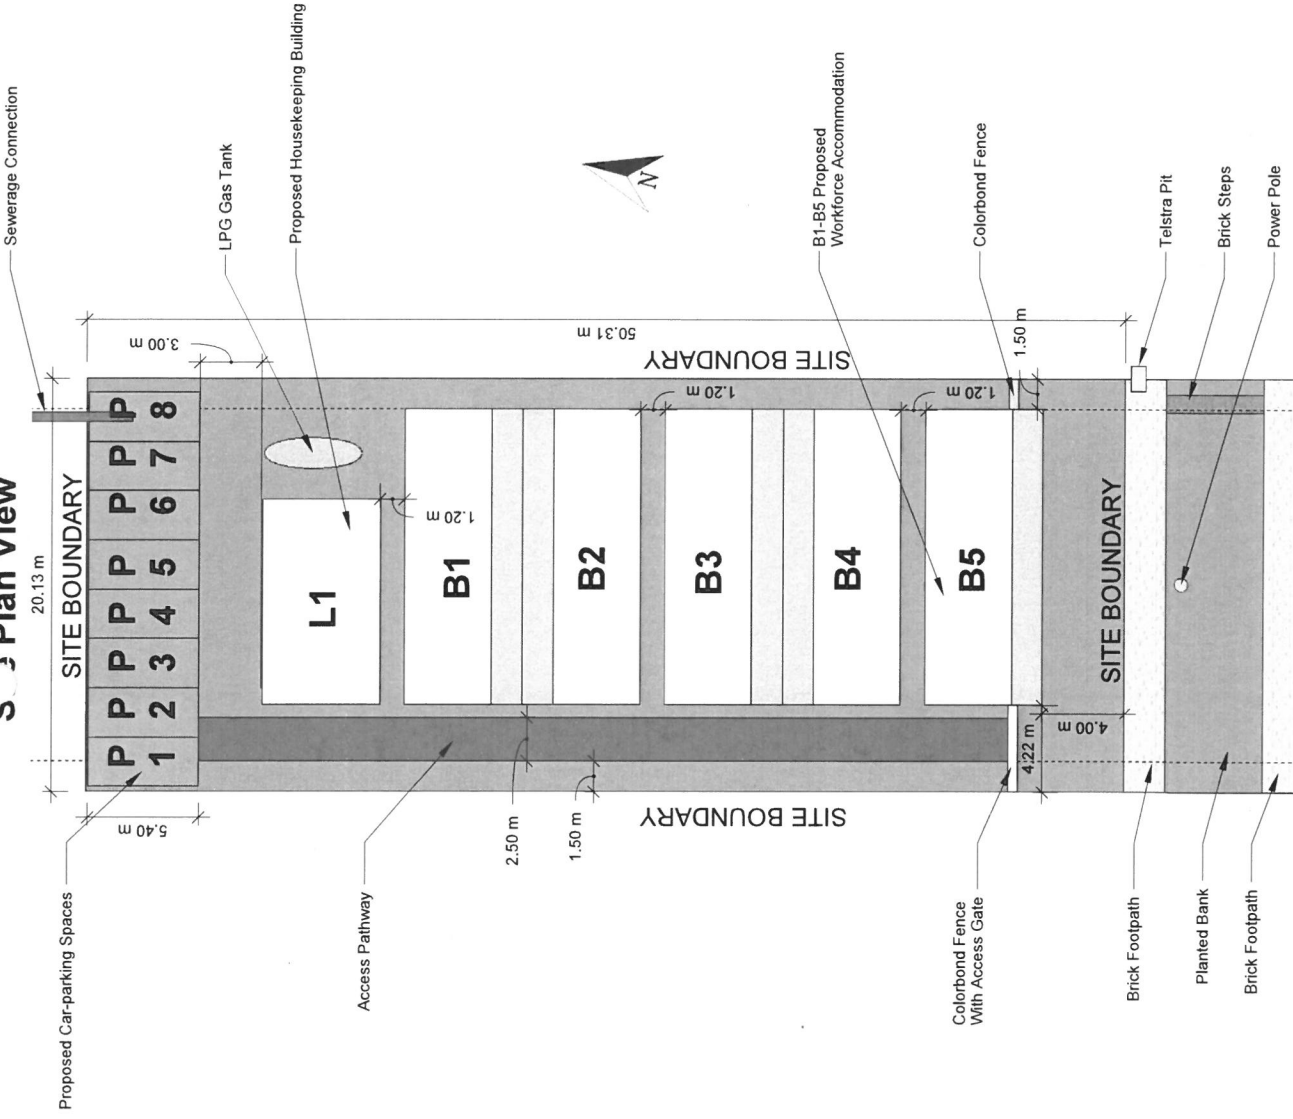 Plan View
20.13 m
SITE BOUNDARY
Sewerage Connection
LPG Gas Tank
Proposed Housekeeping Building
P P P P P P P P
1 2 3 4 5 6 7 8
5.40 m
3.00 m
50.31 m
SITE BOUNDARY
L1
1.20 m
B1
B2
1.20 m
B3
B4
1.20 m
B5
N
B1-B5 Proposed
Workforce Accommodation
Colorbond Fence
1.50 m
Telstra Pit
Brick Steps
Power Pole
SITE BOUNDARY
4.00 m
4.22 m
SITE BOUNDARY
2.50 m
1.50 m
Proposed Car-parking Spaces
Access Pathway
Colorbond Fence
With Access Gate
Brick Footpath
Planted Bank
Brick Footpath